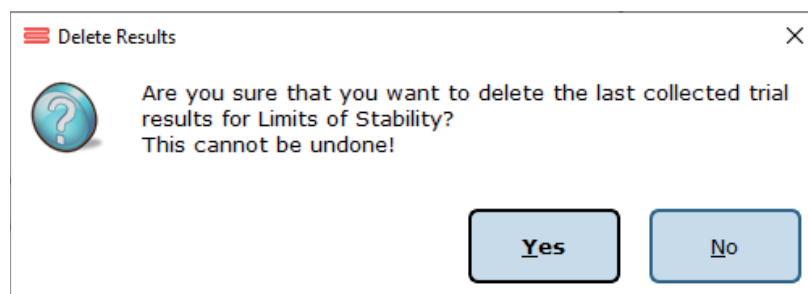 Delete Results
Are you sure that you want to delete the last collected trial
results for Limits of Stability?
This cannot be undone!
Yes No